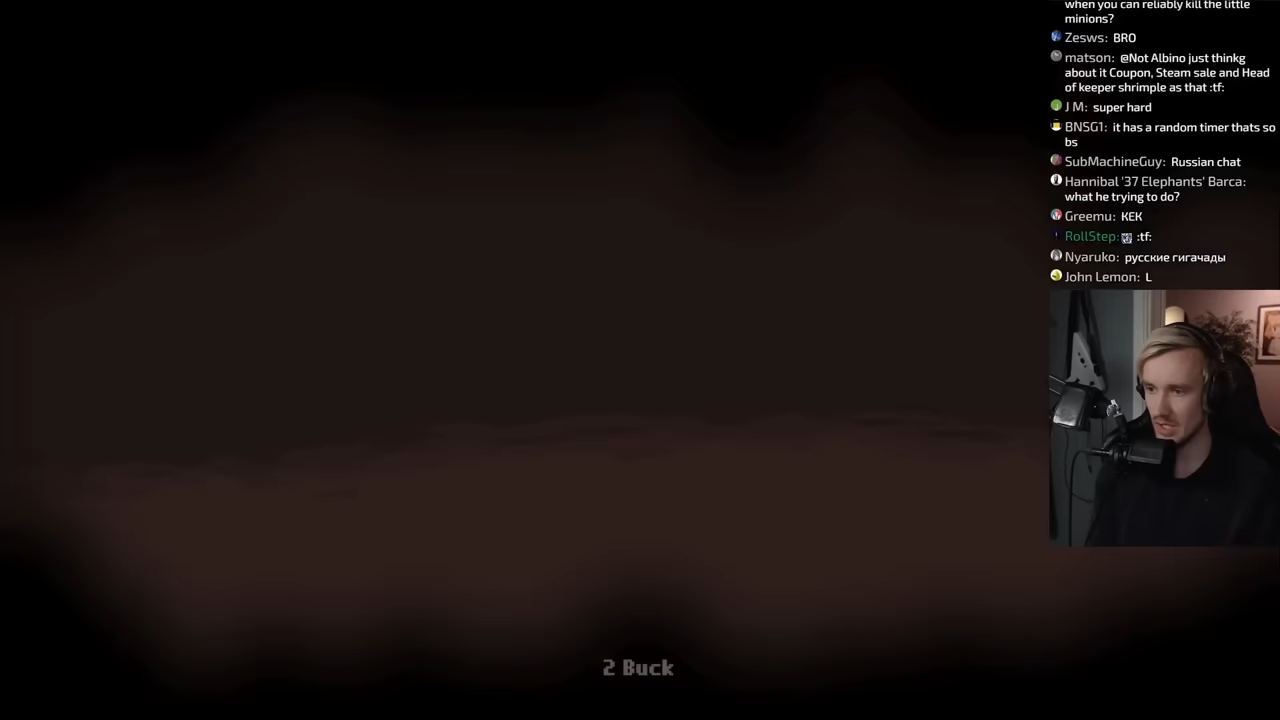 when you can reliably kill the little
minions?
Zesws: BRO
matson: @Not Albino just thinkg
about it Coupon, Steam sale and Head
of keeper shrimple as that :tf:
J M: super hard
BNSG1: it has a random timer thats so
bs
SubMachineGuy: Russian chat
Hannibal '37 Elephants' Barca:
what he trying to do?
Greemu: KEK
RollStep: :tf:
Nyaruko: русские гигачады
John Lemon: L
2 Buck